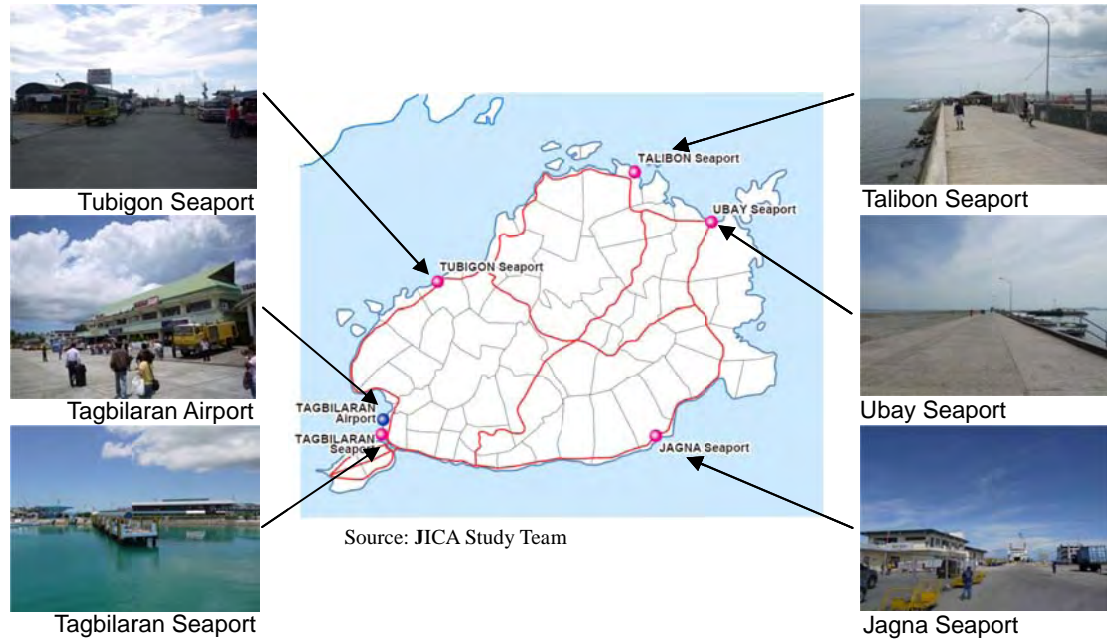 Tubigon Seaport
Tagbilaran Airport
Tagbilaran Seaport
TALIBON Seaport
UBAY Seaport
TUBIGON Seaport
TAGBILARAN
Airport
TAGBILARAN
Seaport
JAGNA Seaport
Source: JICA Study Team
Talibon Seaport
Ubay Seaport
Jagna Seaport